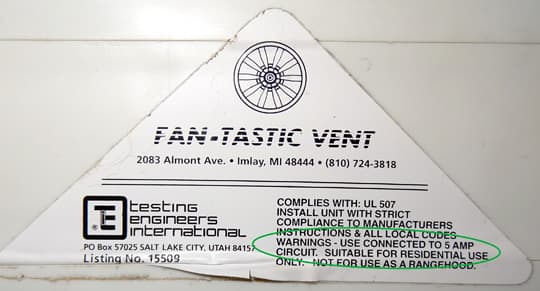 FAN-TASTIC VENT
2083 Almont Ave. • Imlay, MI 48444 • (810) 724-3818
testing
engineers
international
PO Box 57025 SALT LAKE CITY, UTAH 84157
Listing No. 15509
COMPLIES WITH: UL 507
INSTALL UNIT WITH STRICT
COMPLIANCE TO MANUFACTURERS
INSTRUCTIONS & ALL LOCAL CODES
WARNINGS - USE CONNECTED TO 5 AMP
CIRCUIT. SUITABLE FOR RESIDENTIAL USE
ONLY. NOT FOR USE AS A RANGEHOOD.